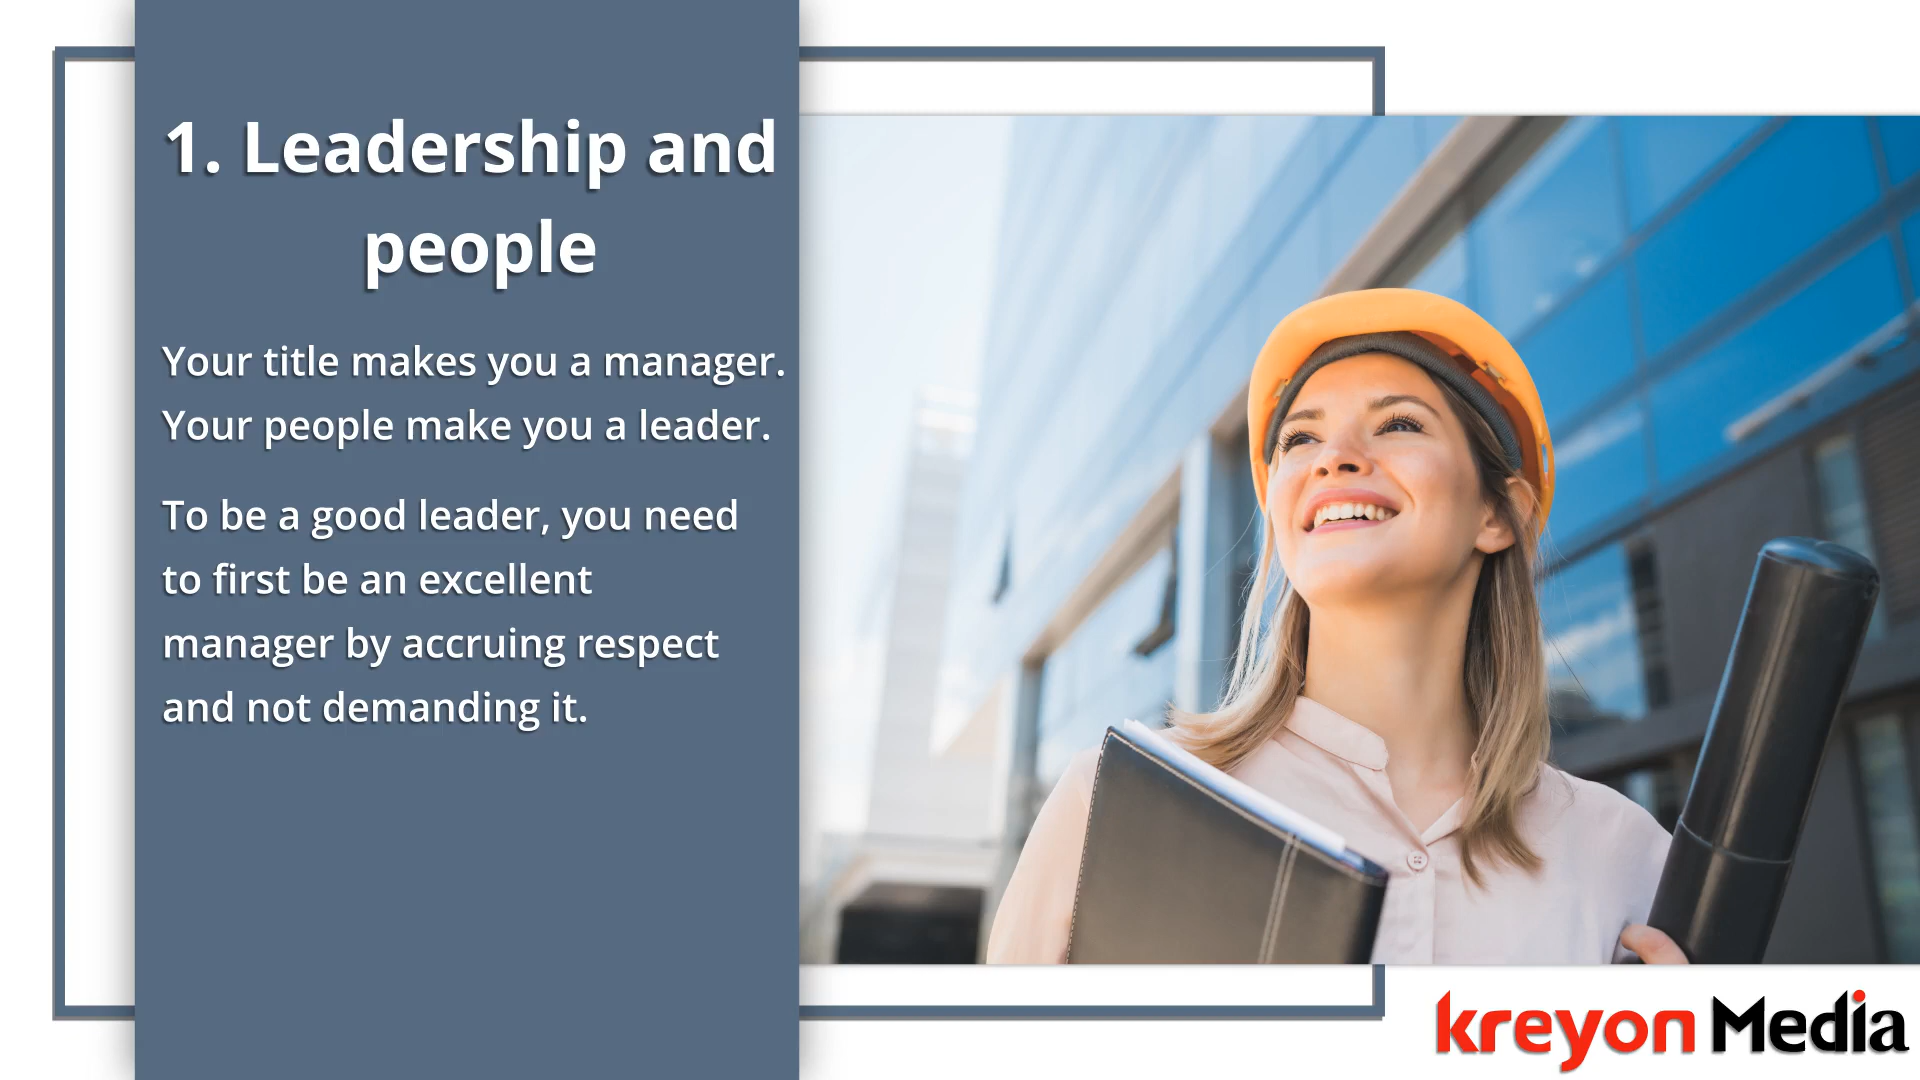 1. Leadership and
people
Your title makes you a manager.
Your people make you a leader.
To be a good leader, you need
to first be an excellent
manager by accruing respect
and not demanding it.
kreyon Media